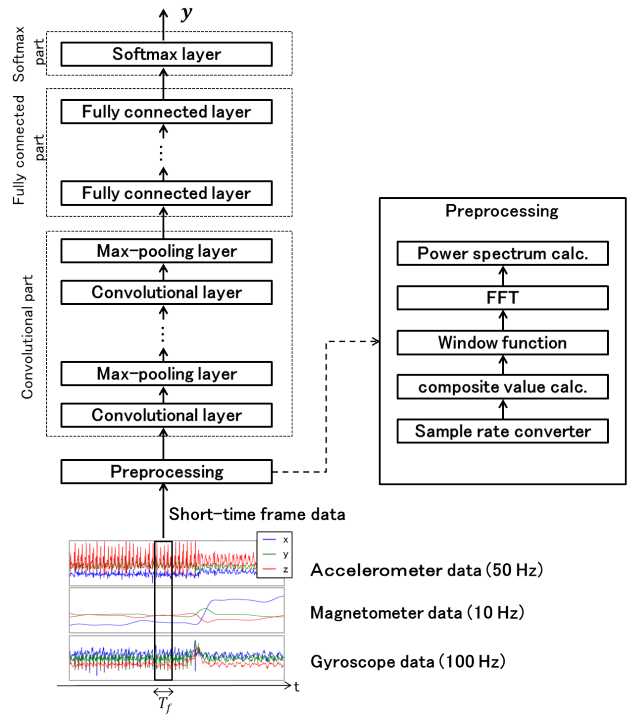 y
Softmax part
Softmax layer
Fully connected part
Fully connected layer
⋮
Fully connected layer
Convolutional part
Max-pooling layer
Convolutional layer
⋮
Max-pooling layer
Convolutional layer
Preprocessing
Short-time frame data
Preprocessing
Power spectrum calc.
FFT
Window function
composite value calc.
Sample rate converter
x
y
z
Accelerometer data (50 Hz)
Magnetometer data (10 Hz)
Gyroscope data (100 Hz)
t
T_f